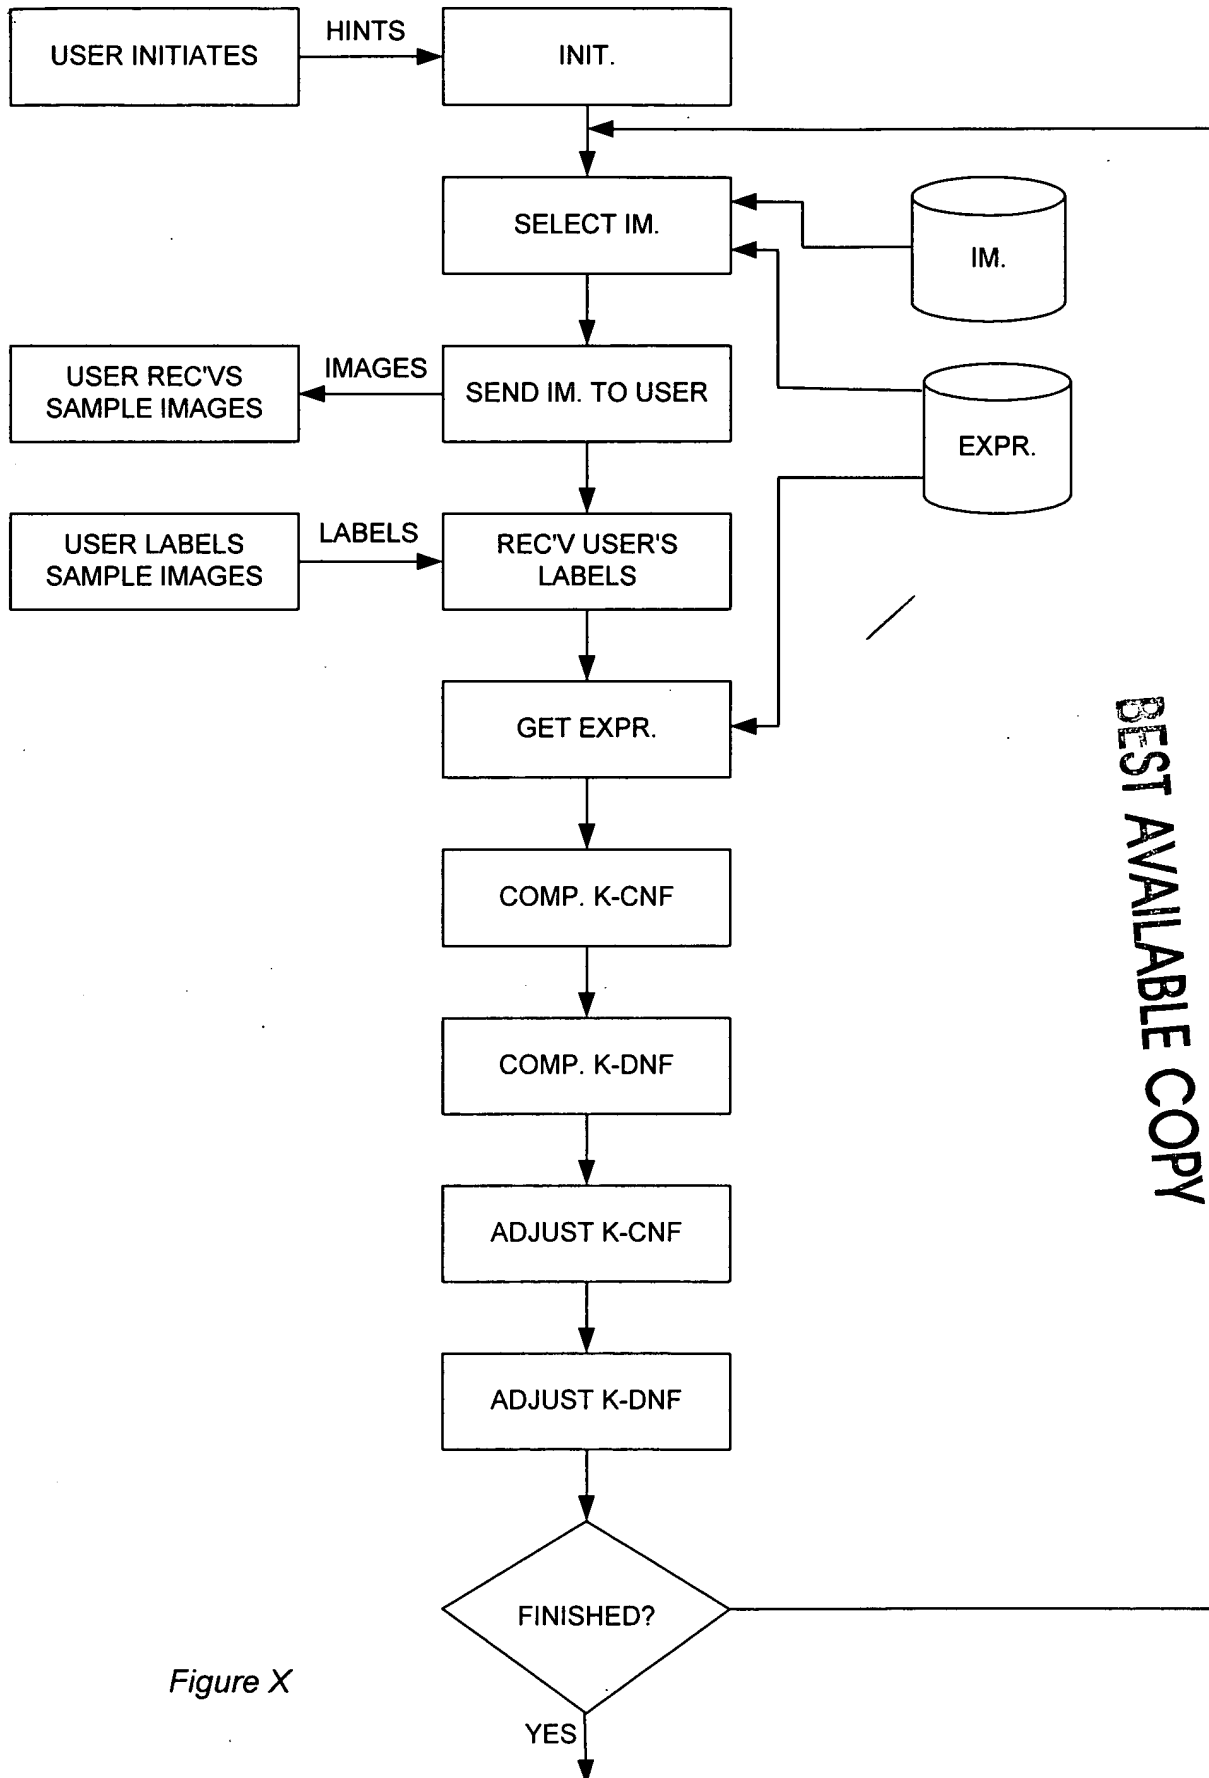 USER INITIATES
HINTS
INIT.
SELECT IM.
IM.
USER REC'VS
SAMPLE IMAGES
IMAGES
SEND IM. TO USER
EXPR.
USER LABELS
SAMPLE IMAGES
LABELS
REC'V USER'S
LABELS
GET EXPR.
COMP. K-CNF
COMP. K-DNF
ADJUST K-CNF
ADJUST K-DNF
FINISHED?
YES
Figure X
BEST AVAILABLE COPY